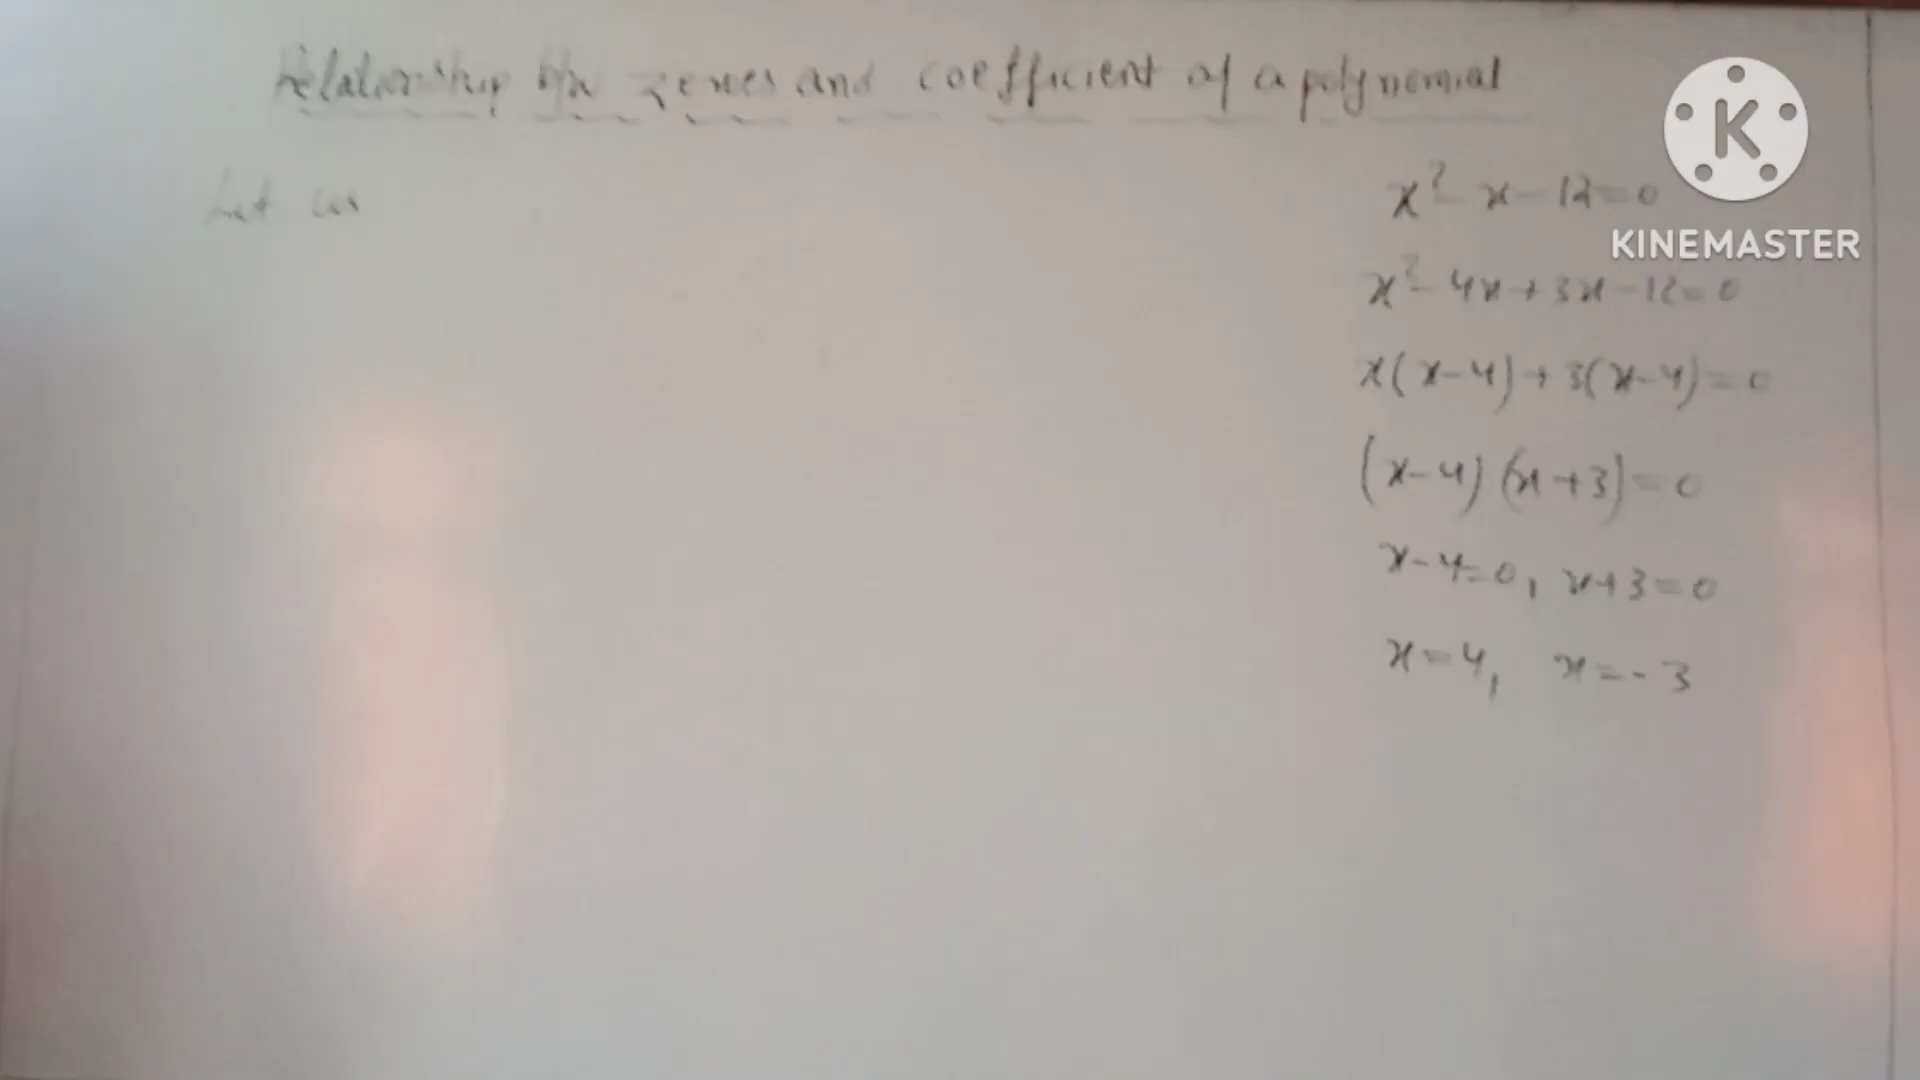 Relationship b/w zeroes and coefficient of a polynomial
Let us
x² - x - 12 = 0
x² - 4x + 3x - 12 = 0
x(x-4) + 3(x-4) = 0
(x-4) (x+3) = 0
x-4=0, x+3=0
x=4, x=-3
K
KINEMASTER